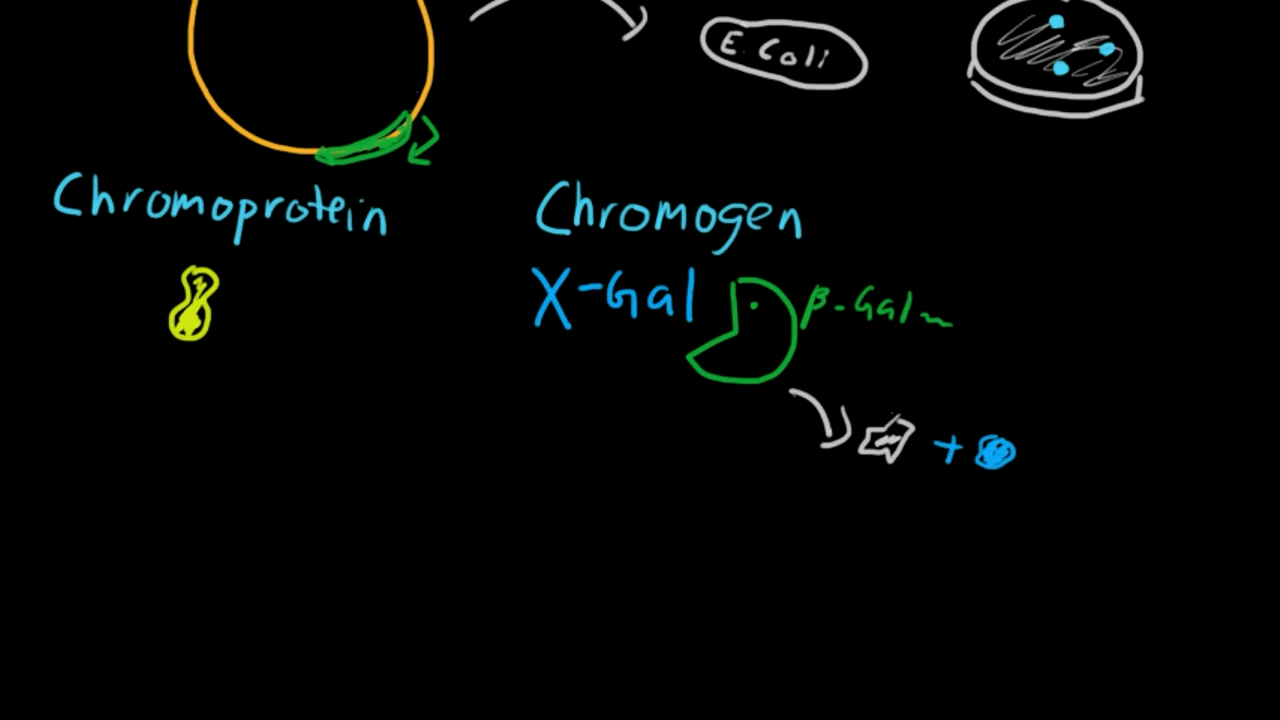 E. Coli
Chromoprotein
Chromogen
X-Gal
β-Gal